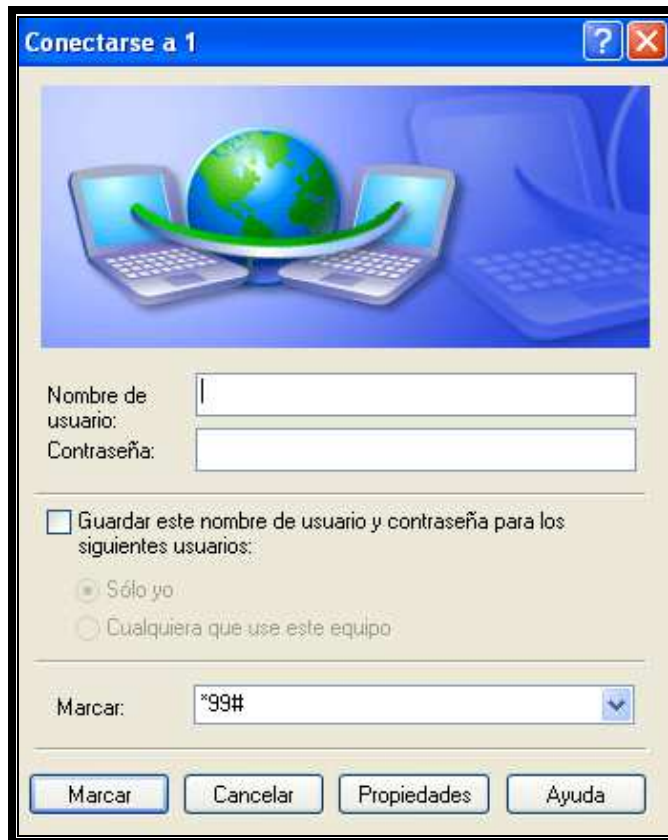 Conectarse a 1
Nombre de
usuario:
Contraseña:
Guardar este nombre de usuario y contraseña para los
siguientes usuarios:
Sólo yo
Cualquiera que use este equipo
Marcar: *99#
Marcar Cancelar Propiedades Ayuda